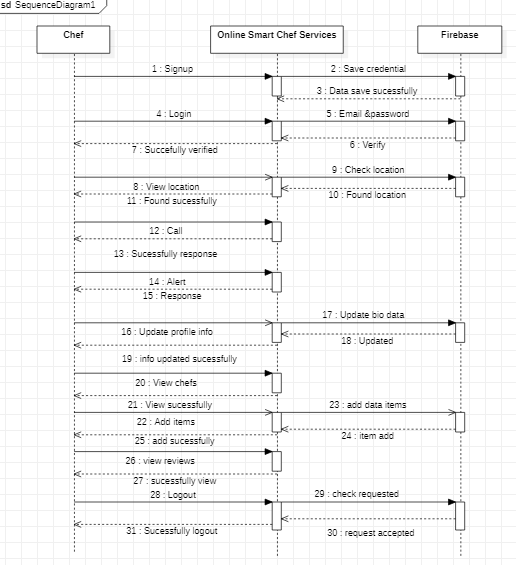 sd SequenceDiagram1
Chef
Online Smart Chef Services
Firebase
1 : Signup
2 : Save credential
3 : Data save sucessfully
4 : Login
5 : Email &password
6 : Verify
7 : Succefully verified
9 : Check location
8 : View location
10 : Found location
11 : Found sucessfully
12 : Call
13 : Sucessfully response
14 : Alert
15 : Response
17 : Update bio data
16 : Update profile info
18 : Updated
19 : info updated sucessfully
20 : View chefs
21 : View sucessfully
23 : add data items
22 : Add items
24 : item add
25 : add sucessfully
26 : view reviews
27 : sucessfully view
28 : Logout
29 : check requested
31 : Sucessfully logout
30 : request accepted